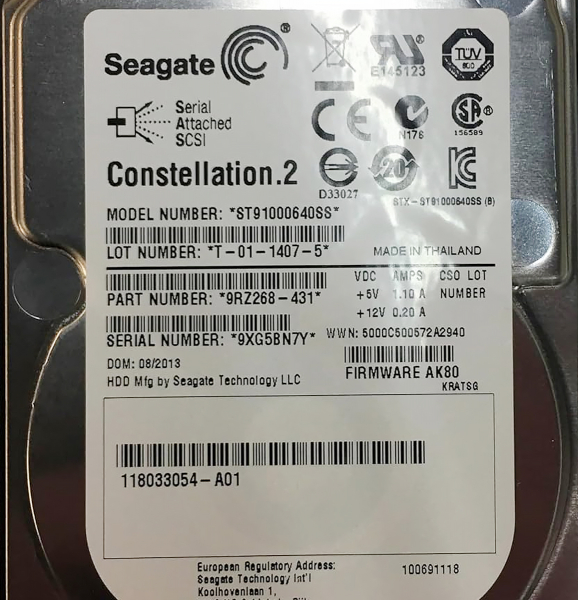 Seagate ®
Serial
Attached
SCSI
Constellation.2
E145123
TÜV
N176
SA ®
156589
D33027
20
STX-ST91000640SS (B)
MODEL NUMBER: *ST91000640SS*
LOT NUMBER: *T-01-1407-5*
MADE IN THAILAND
PART NUMBER: *9RZ268-431*
VDC AMPS CSO LOT
+5V 1.10 A NUMBER
+12V 0.20 A
SERIAL NUMBER: *9XG5BN7Y*
WWN: 5000C500572A2940
DOM: 08/2013
HDD Mfg by Seagate Technology LLC
FIRMWARE AK80
KRATSG
118033054-A01
European Regulatory Address:
Seagate Technology Int'l
Koolhovenlaan 1,
100691118